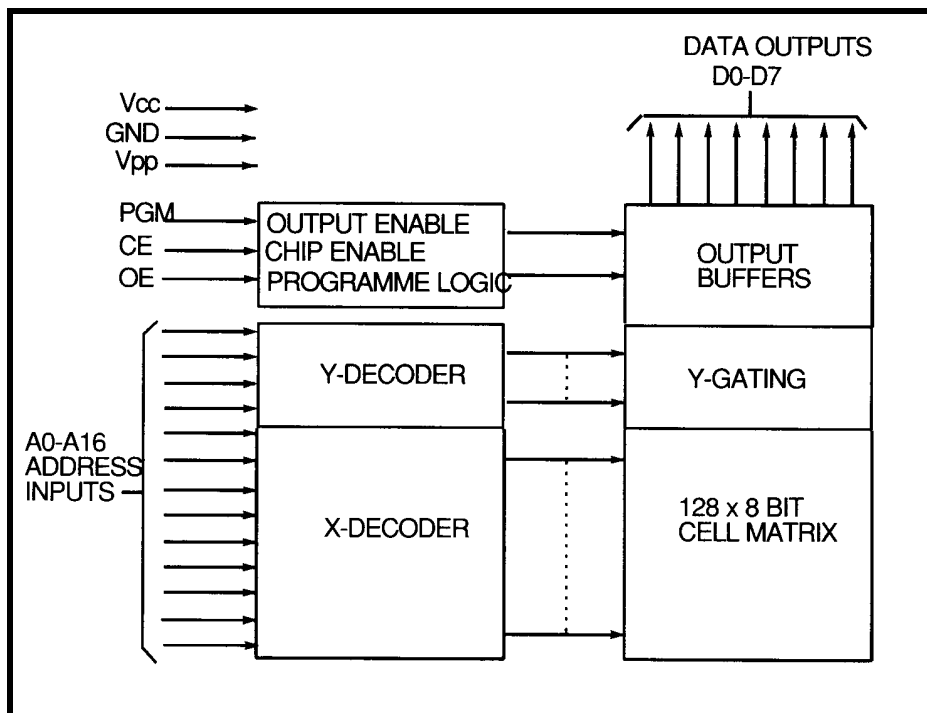 DATA OUTPUTS
D0-D7
Vcc
GND
Vpp
PGM
CE
OE
OUTPUT ENABLE
CHIP ENABLE
PROGRAMME LOGIC
OUTPUT
BUFFERS
Y-DECODER
Y-GATING
A0-A16
ADDRESS
INPUTS
X-DECODER
128 x 8 BIT
CELL MATRIX